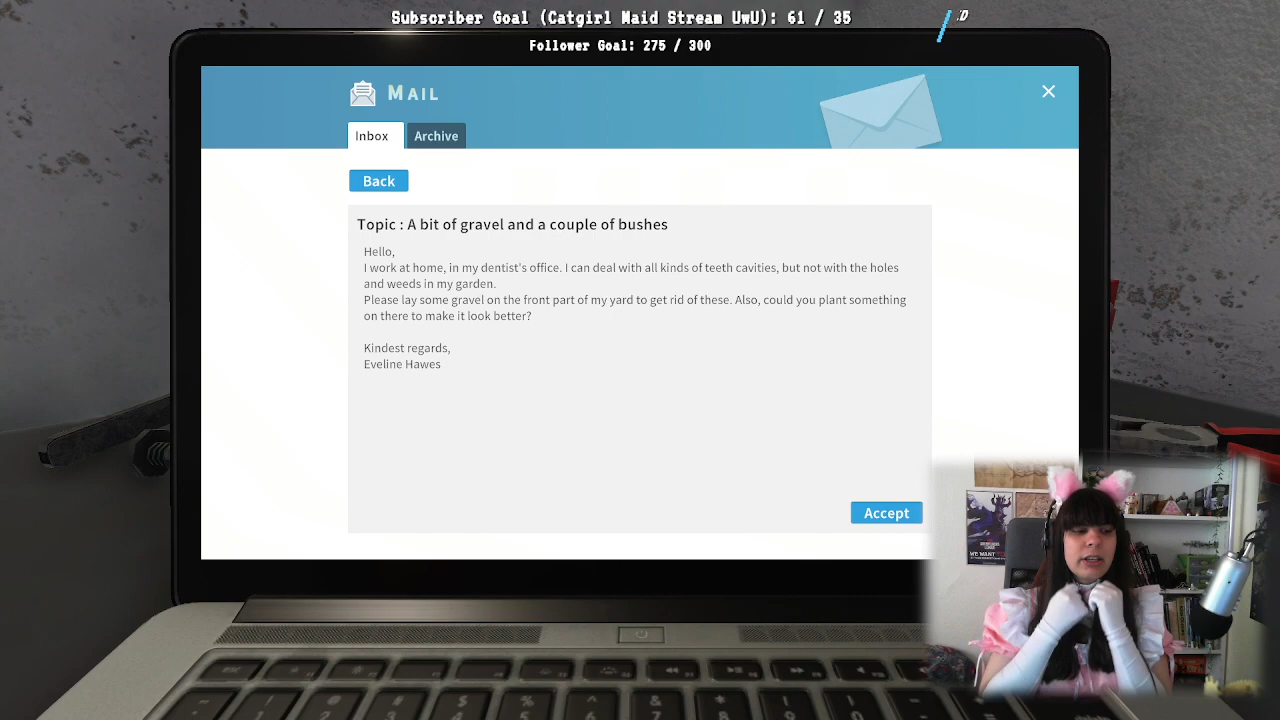 Subscriber Goal (Catgirl Maid Stream UwU): 61 / 35
Follower Goal: 275 / 300
MAIL
Inbox
Archive
Back
Topic : A bit of gravel and a couple of bushes
Hello,
I work at home, in my dentist's office. I can deal with all kinds of teeth cavities, but not with the holes
and weeds in my garden.
Please lay some gravel on the front part of my yard to get rid of these. Also, could you plant something
on there to make it look better?
Kindest regards,
Eveline Hawes
Accept
WE WANT